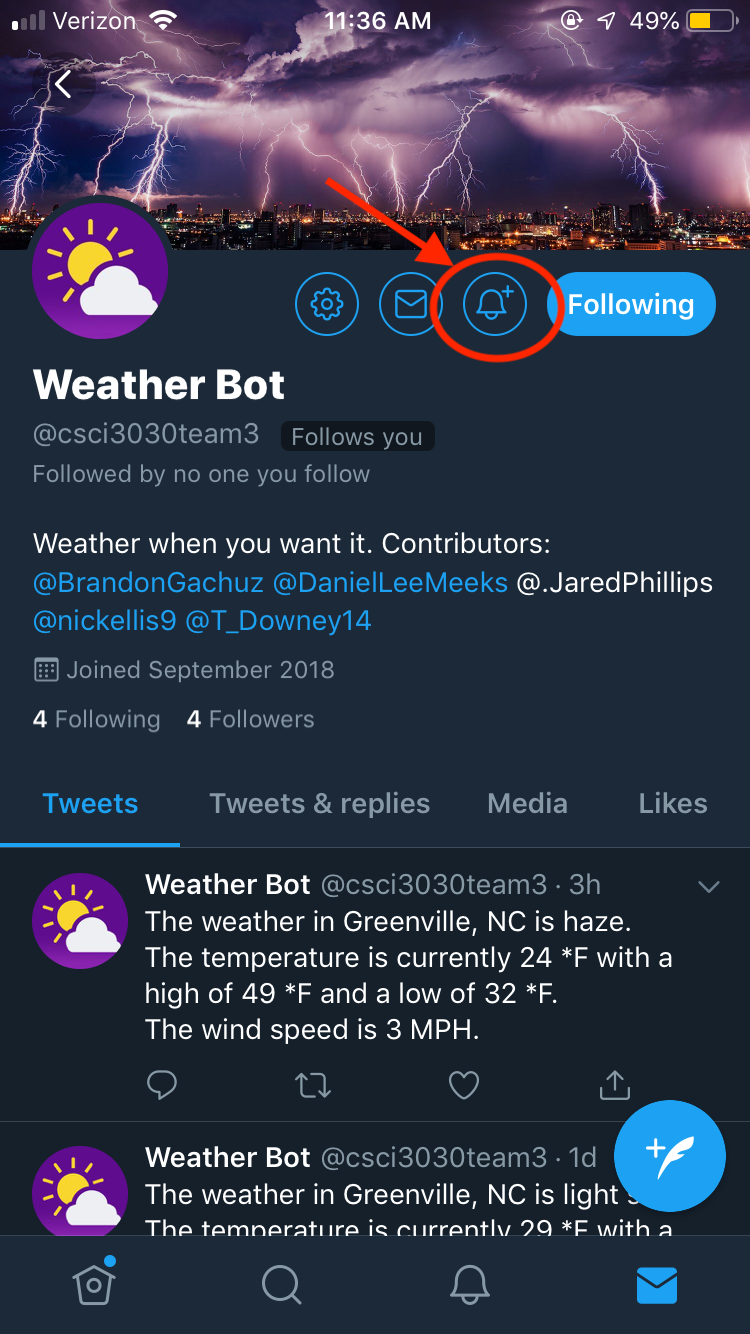 Verizon 11:36 AM 49%
Following
Weather Bot
@csci3030team3 Follows you
Followed by no one you follow
Weather when you want it. Contributors:
@BrandonGachuz @DanielLeeMeeks @.JaredPhillips
@nickellis9 @T_Downey14
Joined September 2018
4 Following 4 Followers
Tweets Tweets & replies Media Likes
Weather Bot @csci3030team3 · 3h
The weather in Greenville, NC is haze.
The temperature is currently 24 *F with a
high of 49 *F and a low of 32 *F.
The wind speed is 3 MPH.
Weather Bot @csci3030team3 · 1d
The weather in Greenville, NC is light
The temperature is currently 29 *F with a